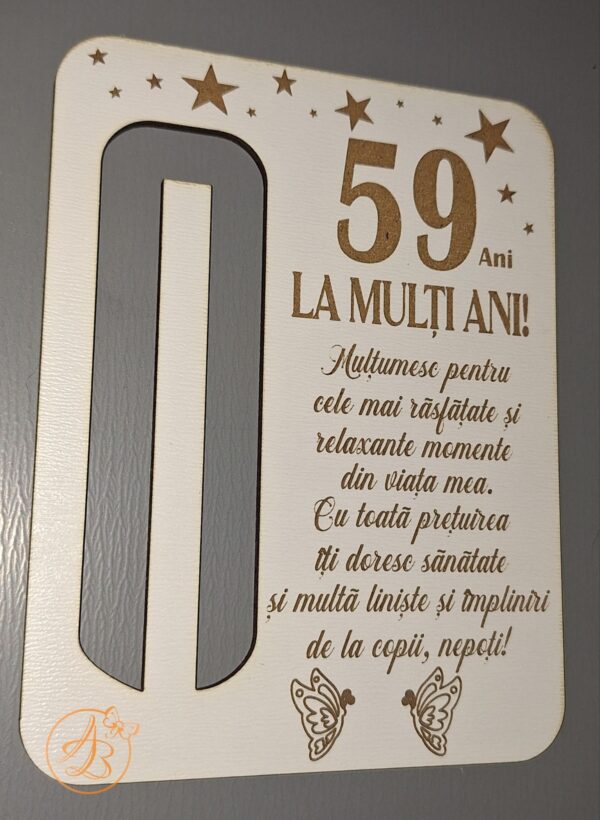 59 Ani
LA MULȚI ANI!
Mulțumesc pentru
cele mai răsfățate și
relaxante momente
din viața mea.
Cu toată prețuirea
îți doresc sănătate
și multă liniște și împliniri
de la copii, nepoți!
AB